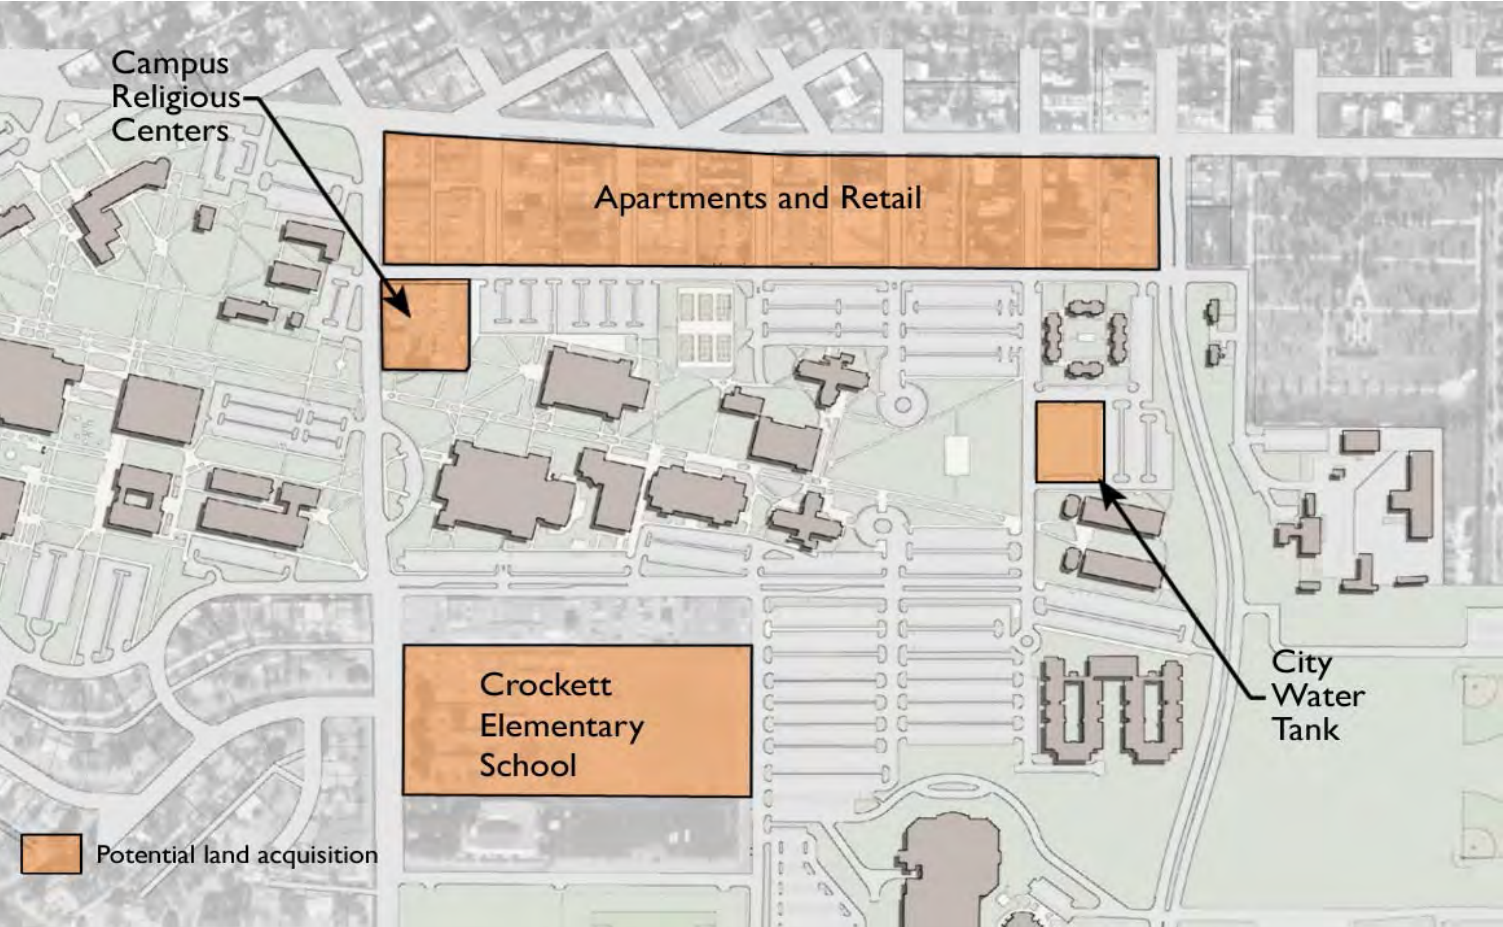 Campus
Religious
Centers
Apartments and Retail
Crockett
Elementary
School
City
Water
Tank
Potential land acquisition